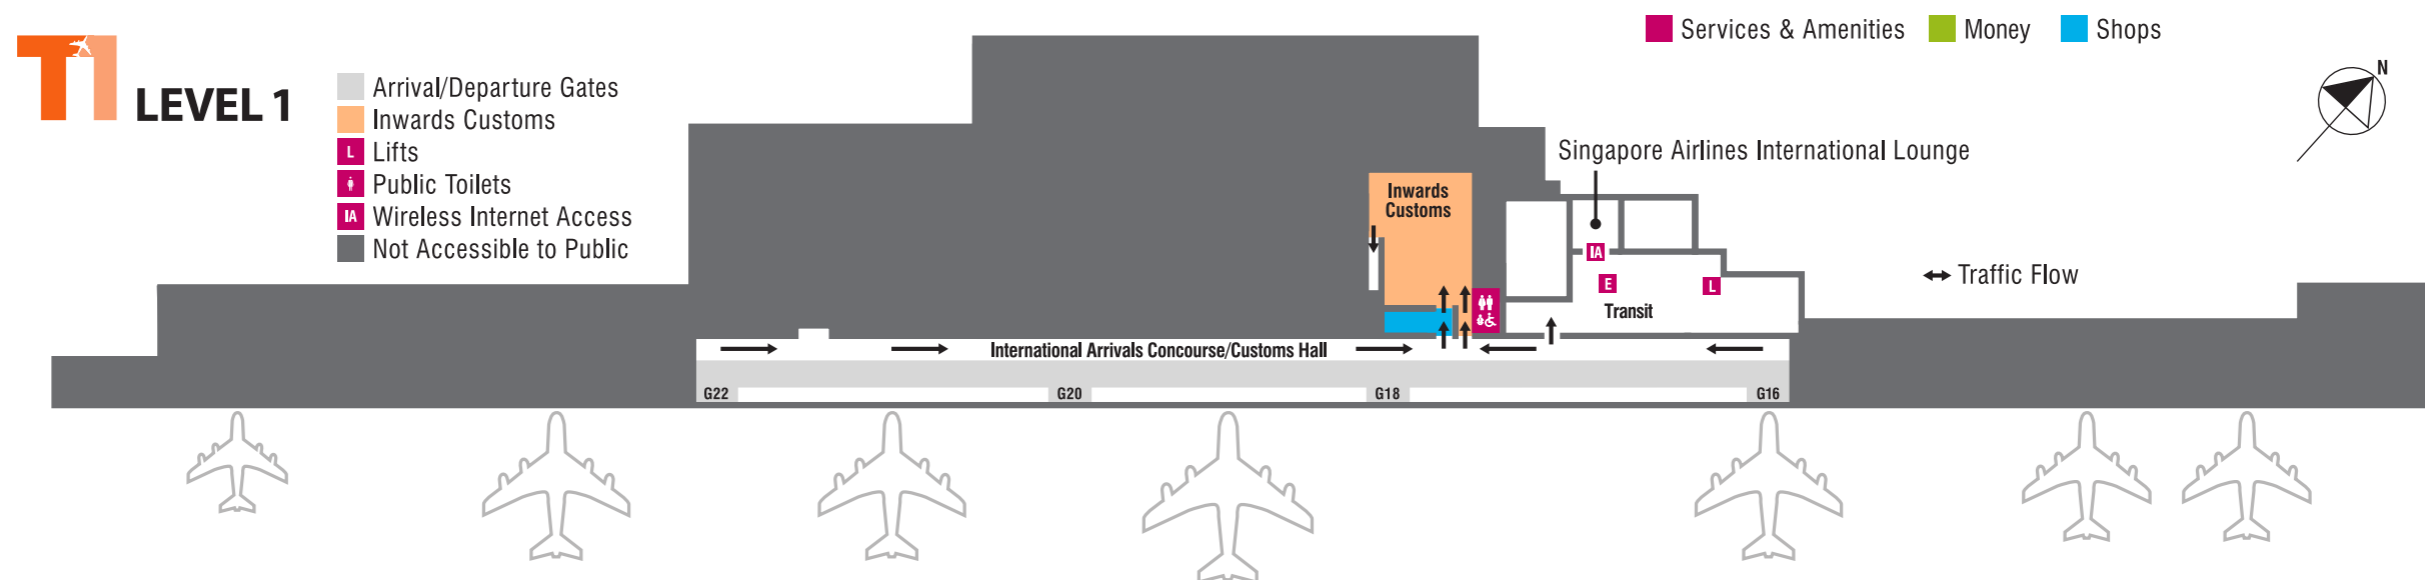 T1 LEVEL 1
Arrival/Departure Gates
Inwards Customs
L Lifts
Public Toilets
IA Wireless Internet Access
Not Accessible to Public
Services & Amenities
Money
Shops
N
Singapore Airlines International Lounge
Inwards
Customs
IA
E
L
Traffic Flow
Transit
International Arrivals Concourse/Customs Hall
G22
G20
G18
G16